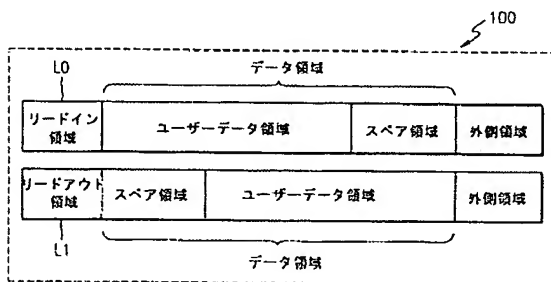 100
L0
データ領域
リードイン
領域
ユーザーデータ領域
スペア領域
外側領域
リードアウト
領域
スペア領域
ユーザーデータ領域
外側領域
L1
データ領域